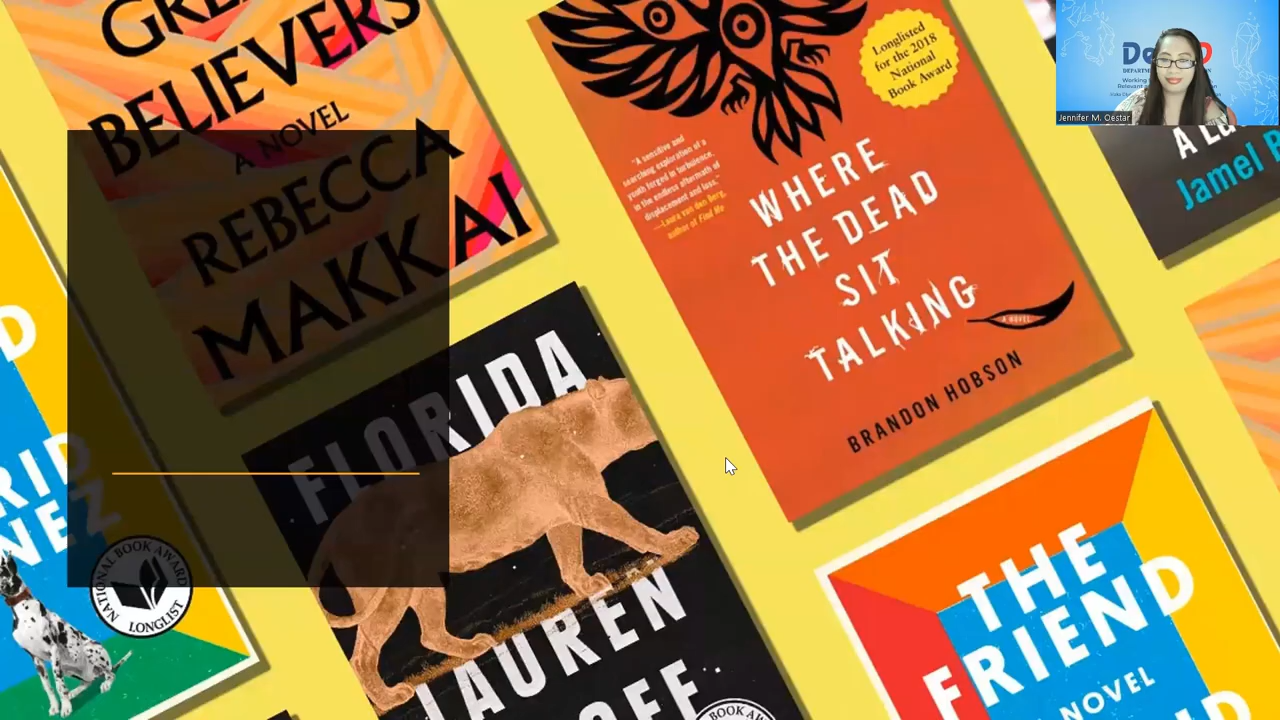 BELIEVERS
A NOVEL
REBECCA
MAKKAI
Longlisted
for the 2018
National
Book Award
"A sensitive and
searching exploration of a
youth forged in turbulence,
in the endless aftermath of
displacement and loss."
—Laura van den Berg,
author of Find Me
WHERE
THE DEAD
SIT
TALKING
A NOVEL
BRANDON HOBSON
Jennifer M. Oestar
Jamel
FLORIDA
LAUREN
THE
FRIEND
NOVEL
NATIONAL BOOK AWARD
LONGLIST